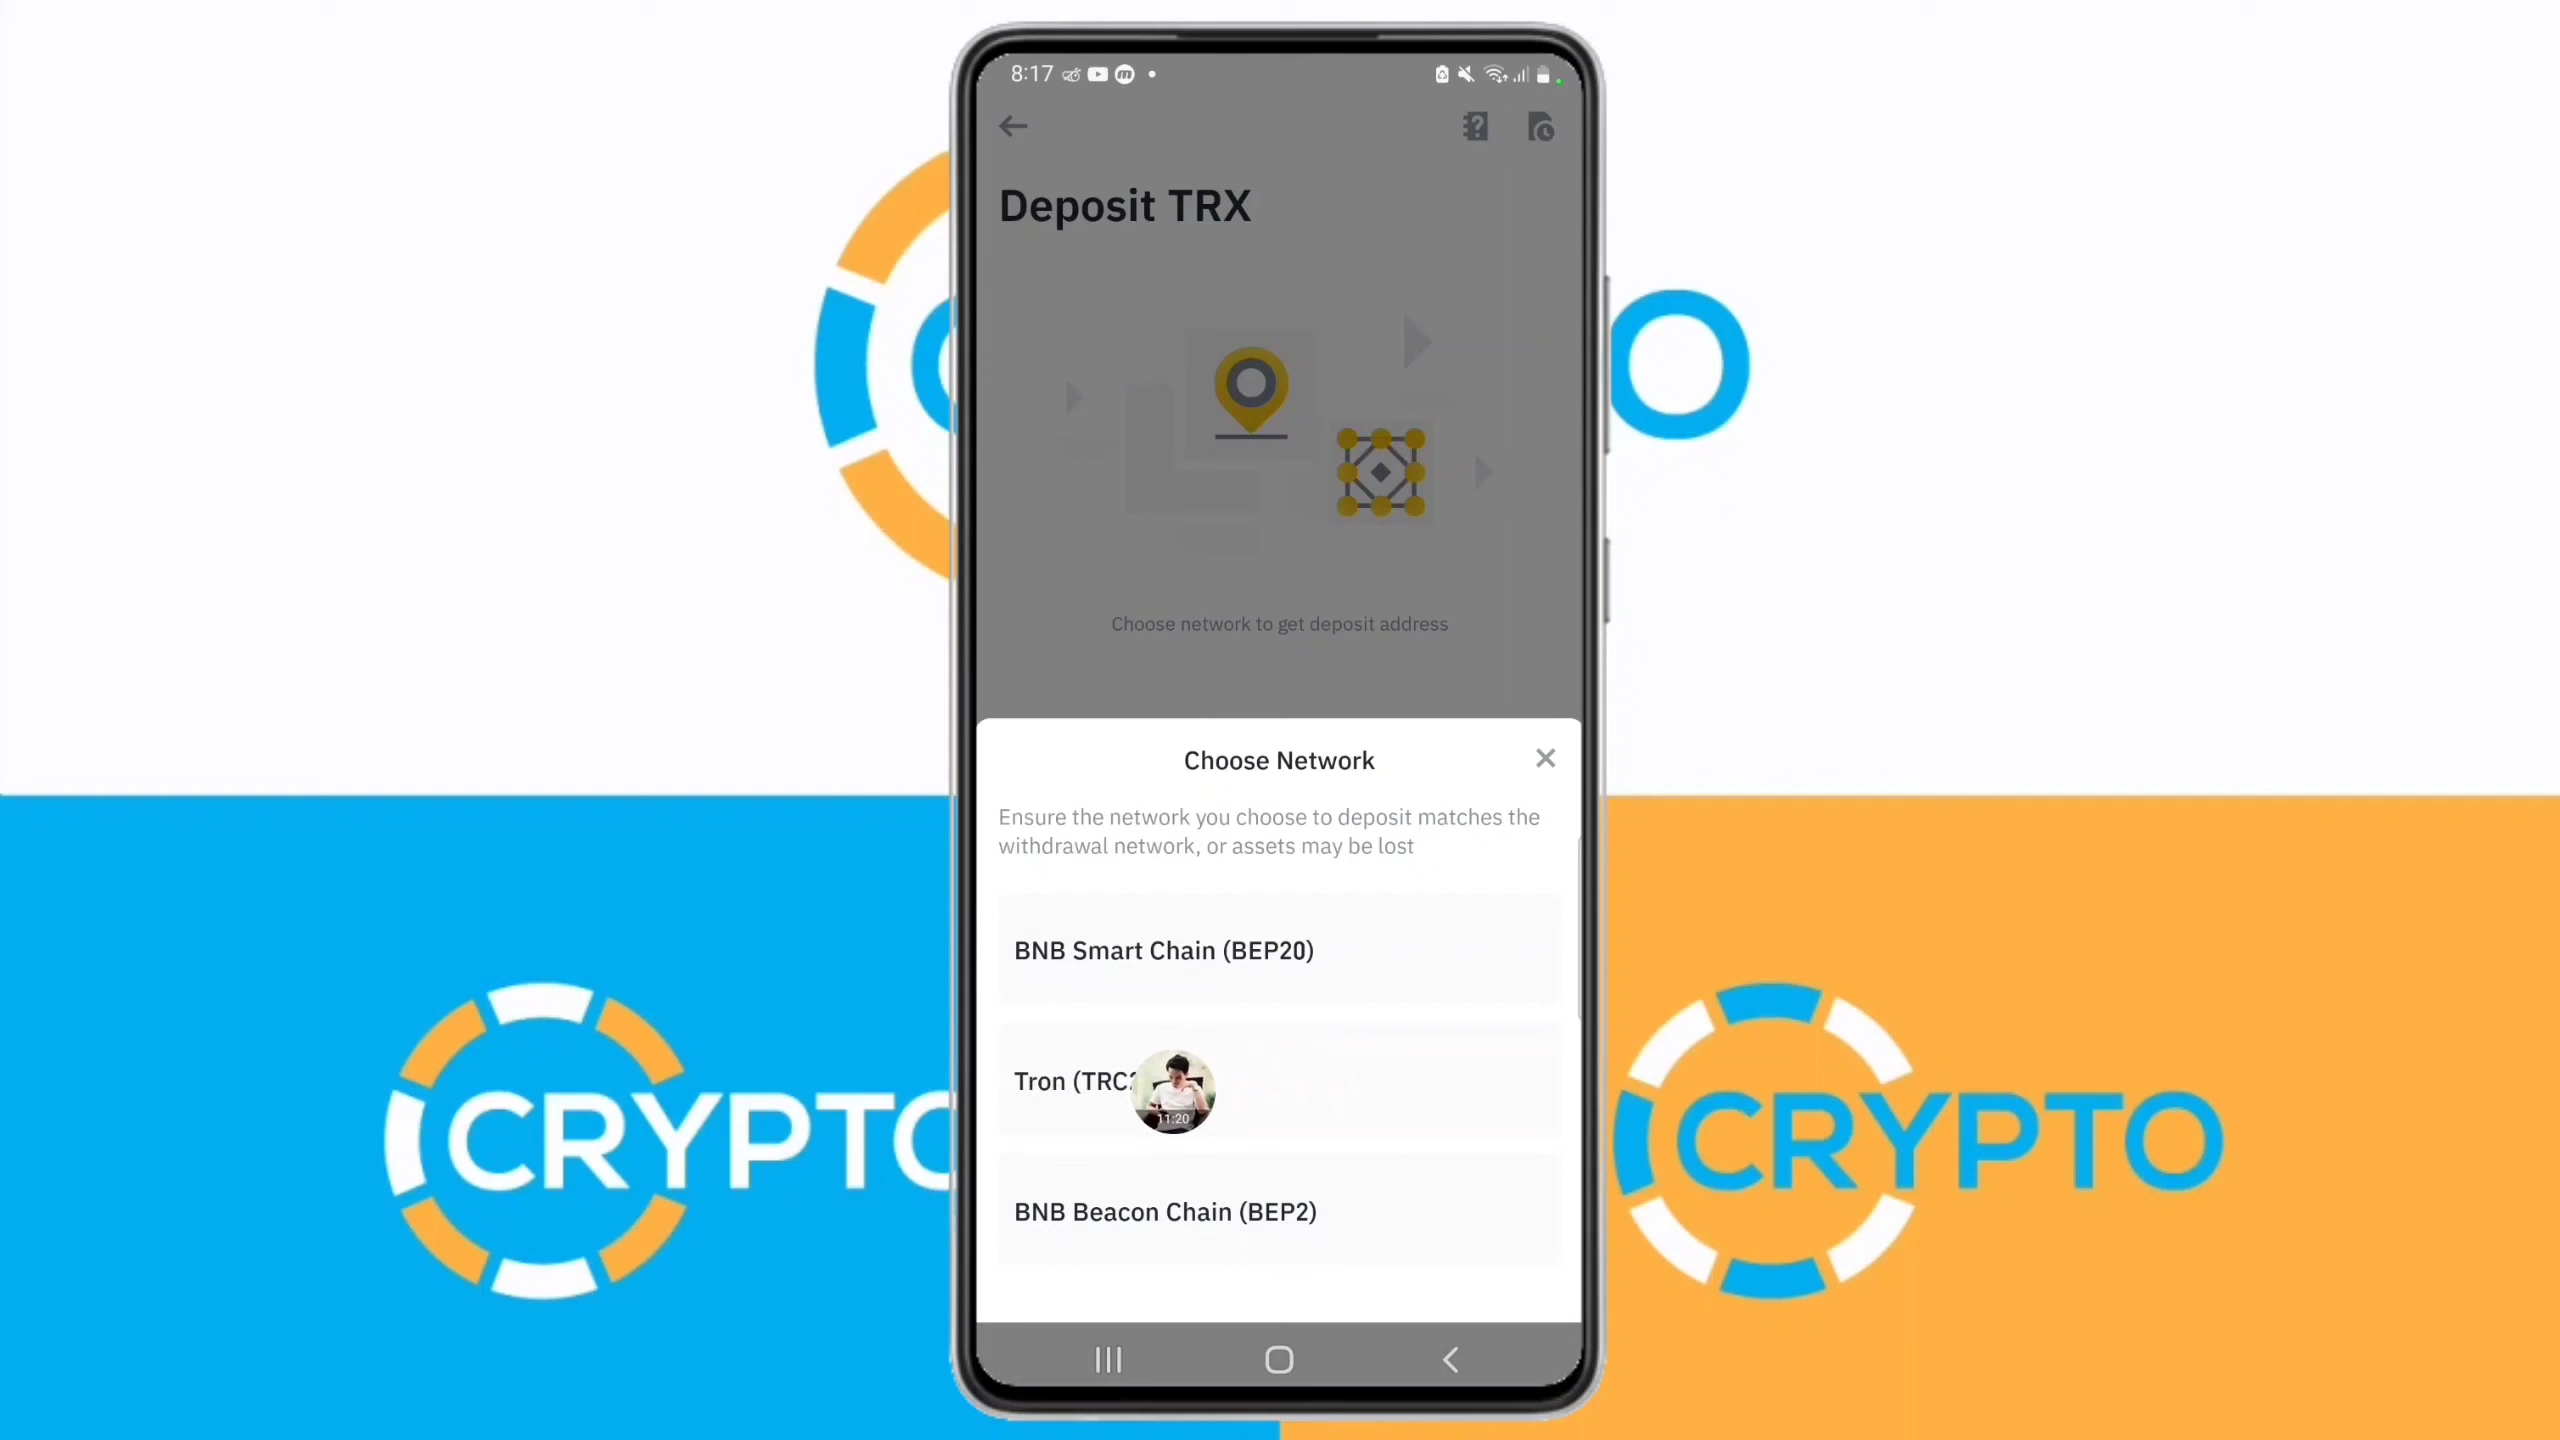 8:17
Deposit TRX
Choose network to get deposit address
Choose Network
Ensure the network you choose to deposit matches the
withdrawal network, or assets may be lost
BNB Smart Chain (BEP20)
Tron
11:20
BNB Beacon Chain (BEP2)
CRYPTO
CRYPTO